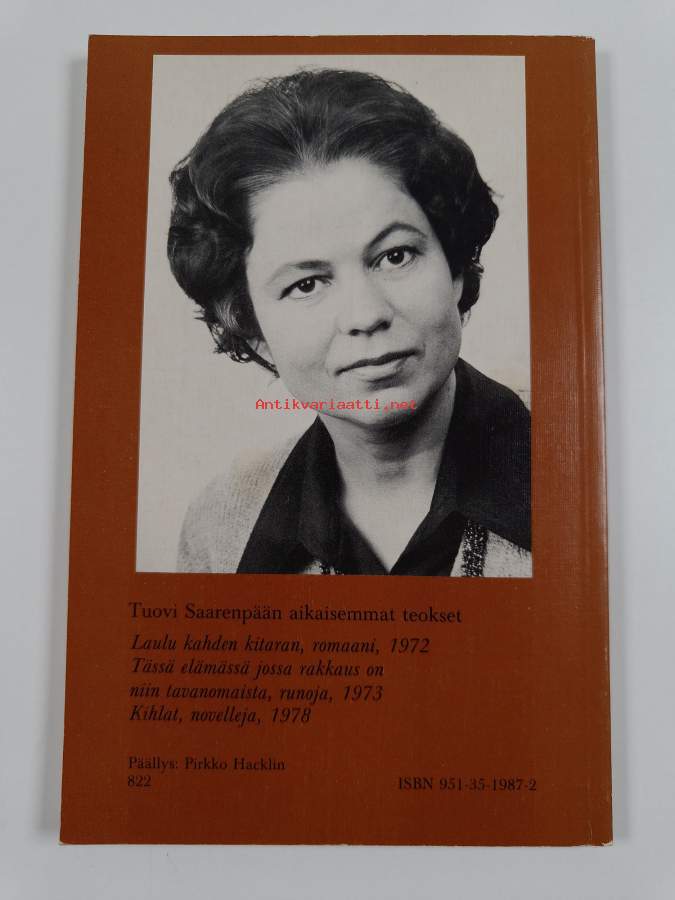 Antikvariaatti.net
Tuovi Saarenpään aikaisemmat teokset
Laulu kahden kitaran, romaani, 1972
Tässä elämässä jossa rakkaus on
niin tavanomaista, runoja, 1973
Kihlat, novelleja, 1978
Päällys: Pirkko Hacklin
822
ISBN 951-35-1987-2